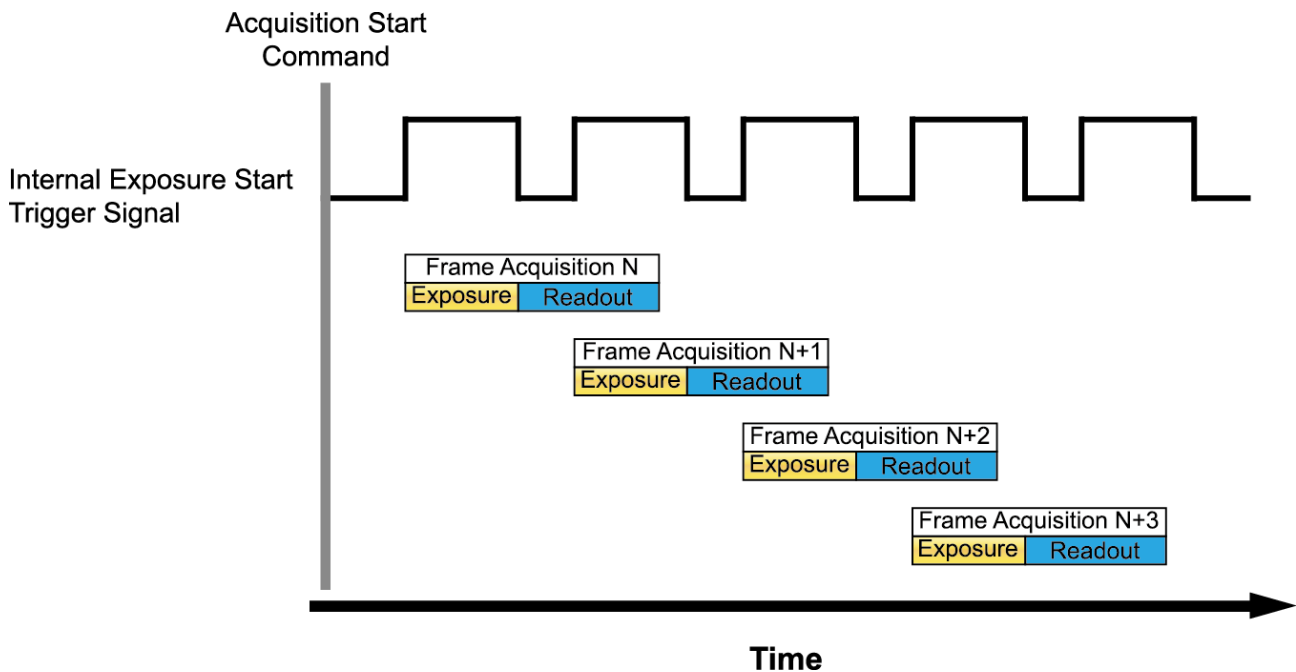 Acquisition Start
Command
Internal Exposure Start
Trigger Signal
Frame Acquisition N
Exposure Readout
Frame Acquisition N+1
Exposure Readout
Frame Acquisition N+2
Exposure Readout
Frame Acquisition N+3
Exposure Readout
Time